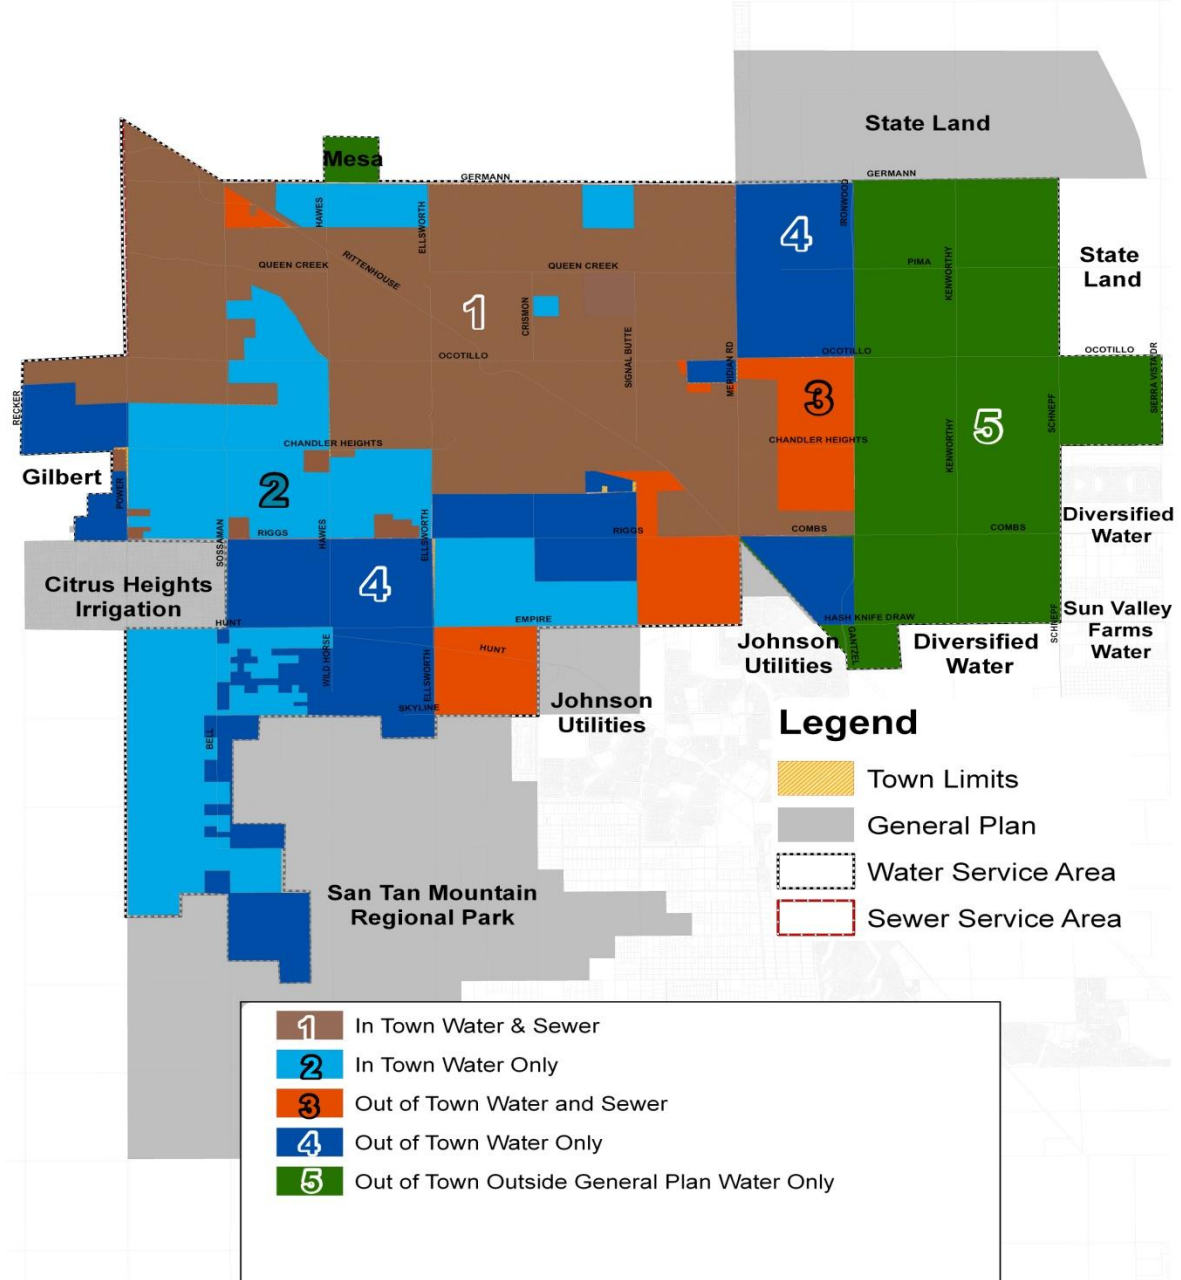 State Land
Mesa
GERMANN
GERMANN
HAWES
ELLSWORTH
IRONWOOD
4
State
Land
QUEEN CREEK
RITTENHOUSE
QUEEN CREEK
PIMA
KENWORTHY
1
CRISMON
OCOTILLO
SIGNAL BUTTE
MERIDIAN RD
OCOTILLO
OCOTILLO
SIERRA VISTA DR
RECKER
3
5
SCHNEPF
CHANDLER HEIGHTS
CHANDLER HEIGHTS
KENWORTHY
Gilbert
POWER
2
SOSSAMAN
RIGGS
HAWES
ELLSWORTH
RIGGS
COMBS
COMBS
Diversified
Water
Citrus Heights
Irrigation
4
HUNT
EMPIRE
HASH KNIFE DRAW
SCHNEPF
Sun Valley
Farms
Water
WILD HORSE
ELLSWORTH
HUNT
GANTZEL
Johnson
Utilities
Diversified
Water
SKYLINE
BELL
Johnson
Utilities
Legend
Town Limits
General Plan
Water Service Area
Sewer Service Area
San Tan Mountain
Regional Park
1 In Town Water & Sewer
2 In Town Water Only
3 Out of Town Water and Sewer
4 Out of Town Water Only
5 Out of Town Outside General Plan Water Only